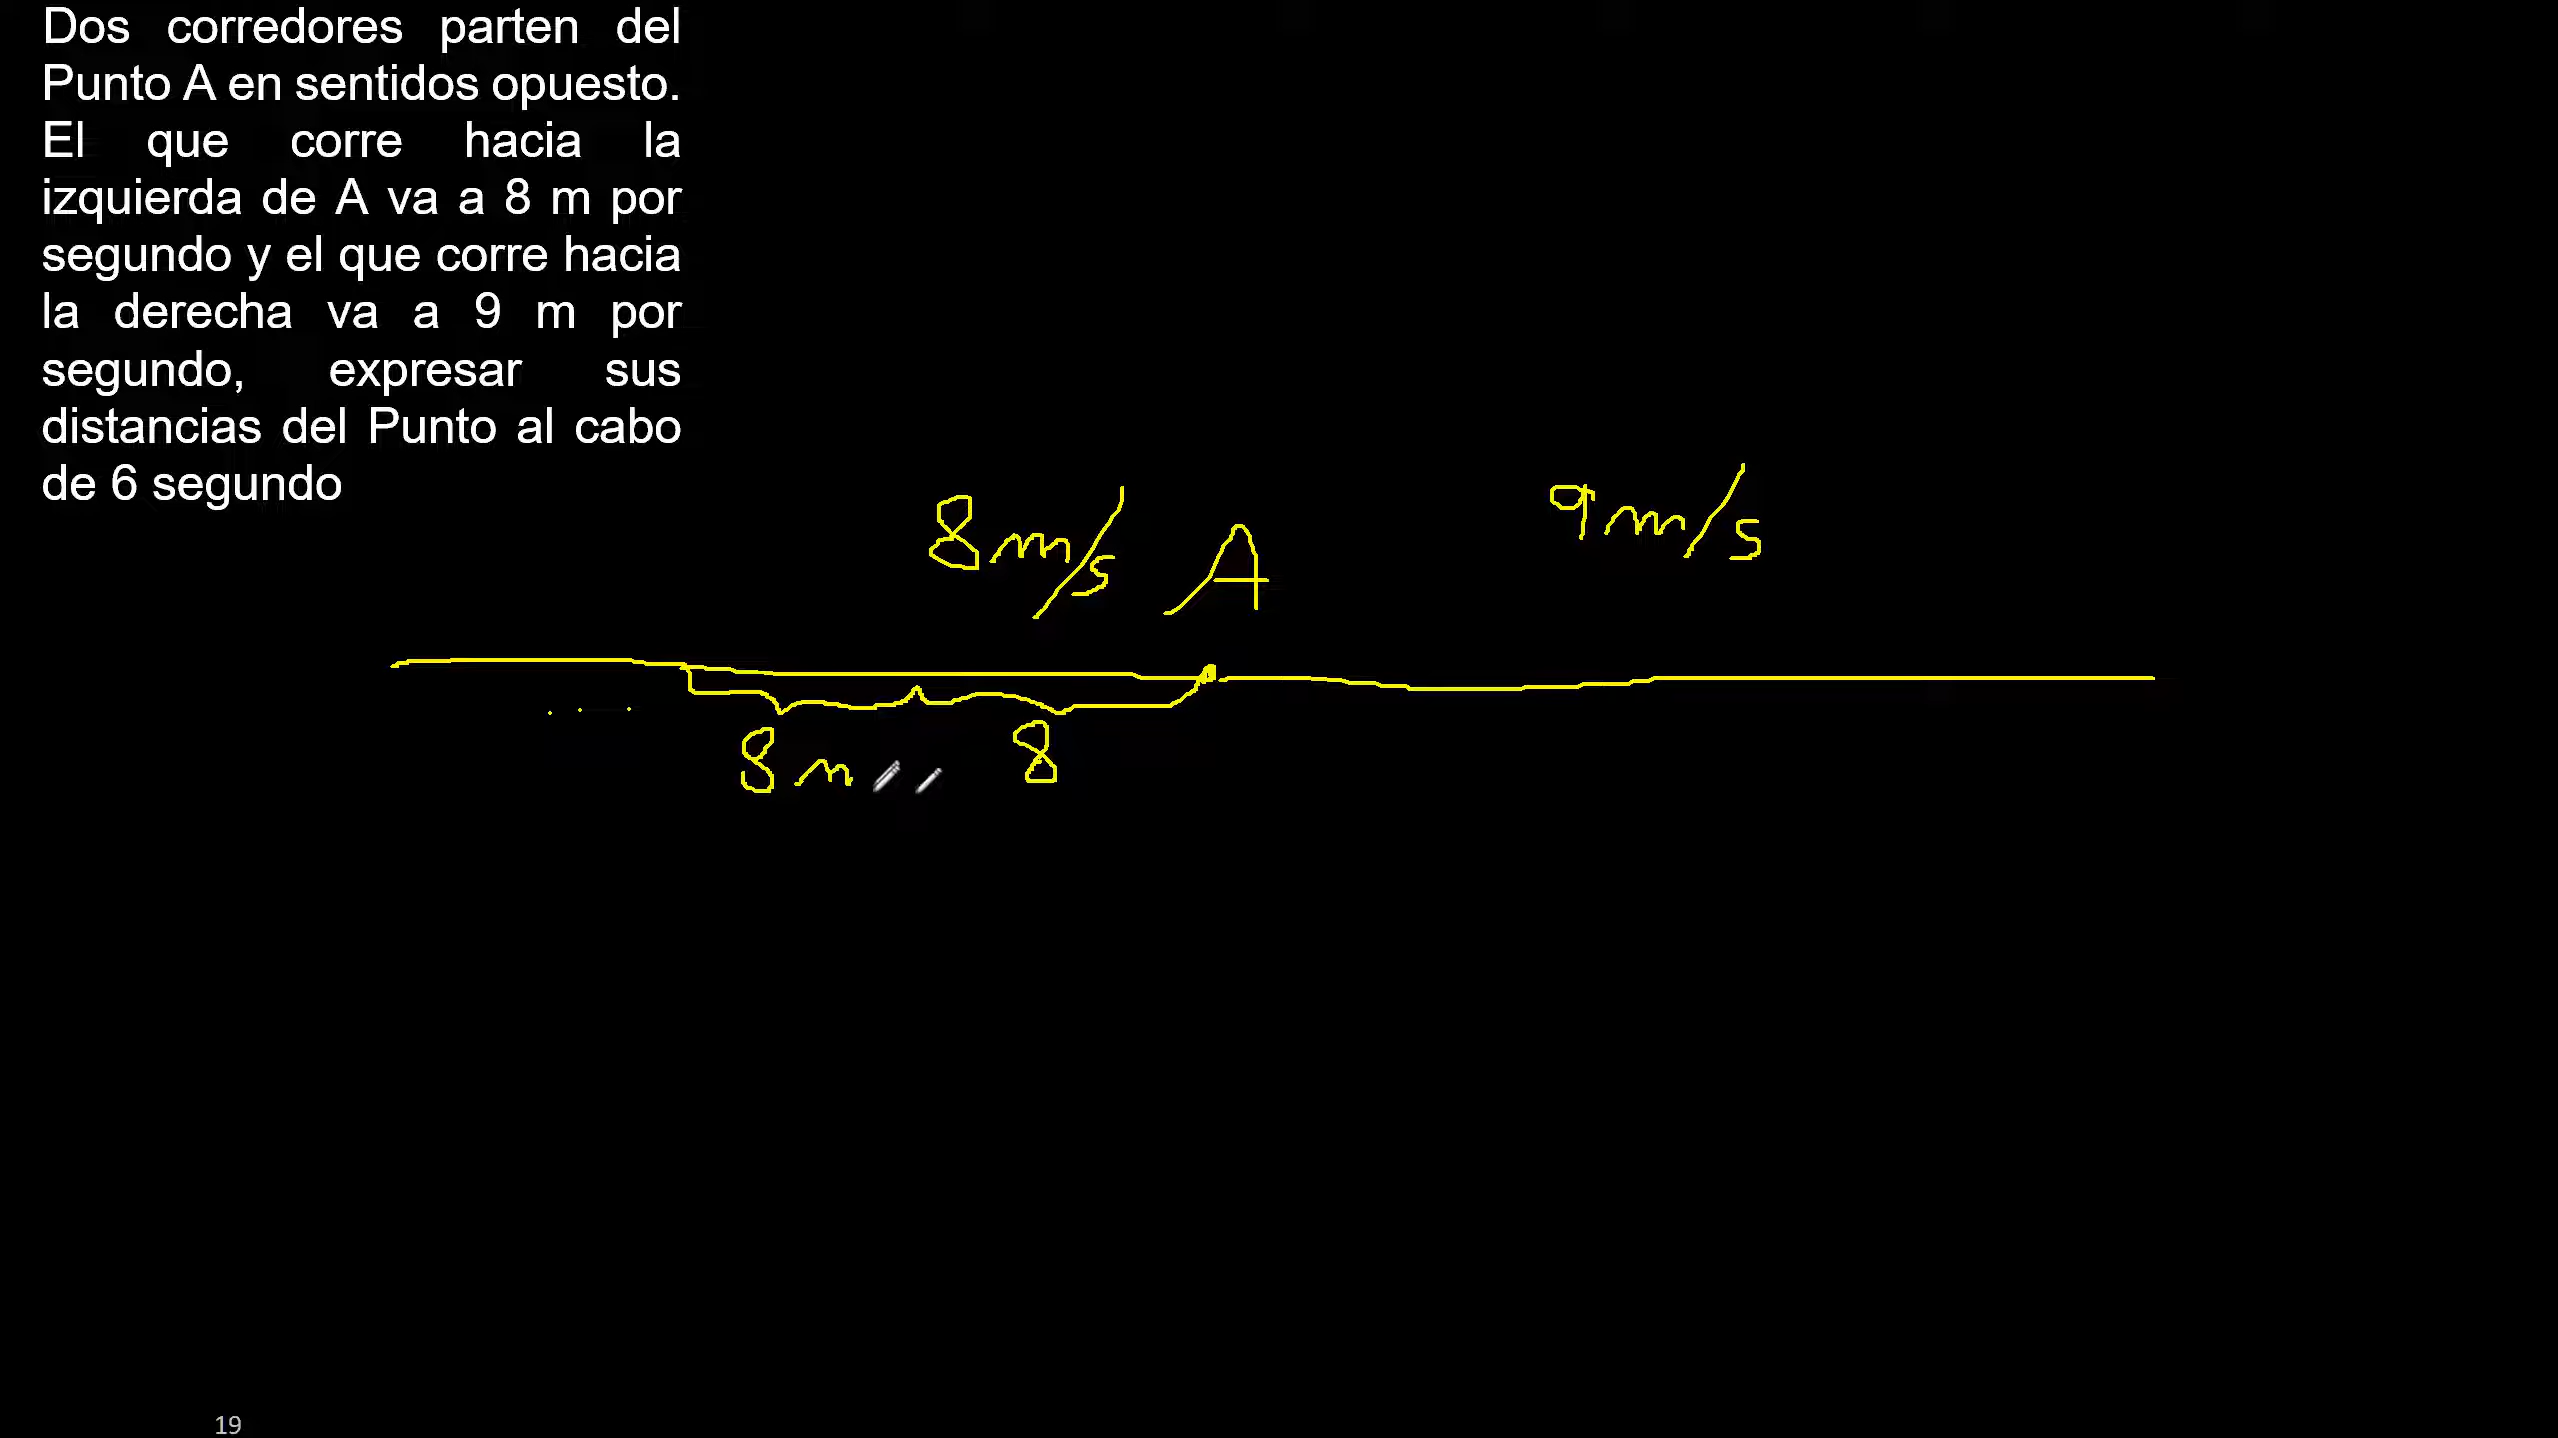 Dos corredores parten del
Punto A en sentidos opuesto.
El que corre hacia la
izquierda de A va a 8 m por
segundo y el que corre hacia
la derecha va a 9 m por
segundo, expresar sus
distancias del Punto al cabo
de 6 segundo
8m/s A 9m/s
8 m 8
19